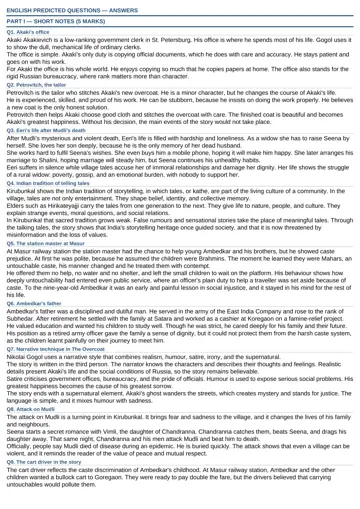 ENGLISH PREDICTED QUESTIONS — ANSWERS
PART I — SHORT NOTES (5 MARKS)
Q1. Akaki's office
Akaki Akakievich is a low-ranking government clerk in St. Petersburg. His office is where he spends most of his life. Gogol uses it
to show the dull, mechanical life of ordinary clerks.
The office is simple. Akaki's only duty is copying official documents, which he does with care and accuracy. He stays patient and
goes on with his work.
For Akaki the office is his whole world. He enjoys copying so much that he copies papers at home. The office also stands for the
rigid Russian bureaucracy, where rank matters more than character.
Q2. Petrovitch, the tailor
Petrovitch is the tailor who stitches Akaki's new overcoat. He is a minor character, but he changes the course of Akaki's life.
He is experienced, skilled, and proud of his work. He can be stubborn, because he insists on doing the work properly. He believes
a new coat is the only honest solution.
Petrovitch then helps Akaki choose good cloth and stitches the overcoat with care. The finished coat is beautiful and becomes
Akaki's greatest happiness. Without his decision, the main events of the story would not take place.
Q3. Eeri's life after Mudli's death
After Mudli's mysterious and violent death, Eeri's life is filled with hardship and loneliness. As a widow she has to raise Seena by
herself. She loves her son deeply, because he is the only memory of her dead husband.
She works hard to fulfil Seena's wishes. She even buys him a mobile phone, hoping it will make him happy. She later arranges his
marriage to Shalini, hoping marriage will steady him, but Seena continues his unhealthy habits.
Eeri suffers in silence while village tales accuse her of immoral relationships and damage her dignity. Her life shows the struggle
of a rural widow: poverty, gossip, and an emotional burden, with nobody to support her.
Q4. Indian tradition of telling tales
Kirubunkal shows the Indian tradition of storytelling, in which tales, or kathe, are part of the living culture of a community. In the
village, tales are not only entertainment. They shape belief, identity, and collective memory.
Elders such as Hirikateyajji carry the tales from one generation to the next. They give life to nature, people, and culture. They
explain strange events, moral questions, and social relations.
In Kirubunkal that sacred tradition grows weak. False rumours and sensational stories take the place of meaningful tales. Through
the talking tales, the story shows that India's storytelling heritage once guided society, and that it is now threatened by
misinformation and the loss of values.
Q5. The station master at Masur
At Masur railway station the station master had the chance to help young Ambedkar and his brothers, but he showed caste
prejudice. At first he was polite, because he assumed the children were Brahmins. The moment he learned they were Mahars, an
untouchable caste, his manner changed and he treated them with contempt.
He offered them no help, no water and no shelter, and left the small children to wait on the platform. His behaviour shows how
deeply untouchability had entered even public service, where an officer's plain duty to help a traveller was set aside because of
caste. To the nine-year-old Ambedkar it was an early and painful lesson in social injustice, and it stayed in his mind for the rest of
his life.
Q6. Ambedkar's father
Ambedkar's father was a disciplined and dutiful man. He served in the army of the East India Company and rose to the rank of
Subhedar. After retirement he settled with the family at Satara and worked as a cashier at Koregaon on a famine-relief project.
He valued education and wanted his children to study well. Though he was strict, he cared deeply for his family and their future.
His position as a retired army officer gave the family a sense of dignity, but it could not protect them from the harsh caste system,
as the children learnt painfully on their journey to meet him.
Q7. Narrative technique in The Overcoat
Nikolai Gogol uses a narrative style that combines realism, humour, satire, irony, and the supernatural.
The story is written in the third person. The narrator knows the characters and describes their thoughts and feelings. Realistic
details present Akaki's life and the social conditions of Russia, so the story remains believable.
Satire criticises government offices, bureaucracy, and the pride of officials. Humour is used to expose serious social problems. His
greatest happiness becomes the cause of his greatest sorrow.
The story ends with a supernatural element. Akaki's ghost wanders the streets, which creates mystery and stands for justice. The
language is simple, and it mixes humour with sadness.
Q8. Attack on Mudli
The attack on Mudli is a turning point in Kirubunkal. It brings fear and sadness to the village, and it changes the lives of his family
and neighbours.
Seena starts a secret romance with Vimli, the daughter of Chandranna. Chandranna catches them, beats Seena, and drags his
daughter away. That same night, Chandranna and his men attack Mudli and beat him to death.
Officially, people say Mudli died of disease during an epidemic. He is buried quickly. The attack shows that even a village can be
violent, and it reminds the reader of the value of peace and mutual respect.
Q9. The cart driver in the story
The cart driver reflects the caste discrimination of Ambedkar's childhood. At Masur railway station, Ambedkar and the other
children wanted a bullock cart to Goregaon. They were ready to pay double the fare, but the drivers believed that carrying
untouchables would pollute them.